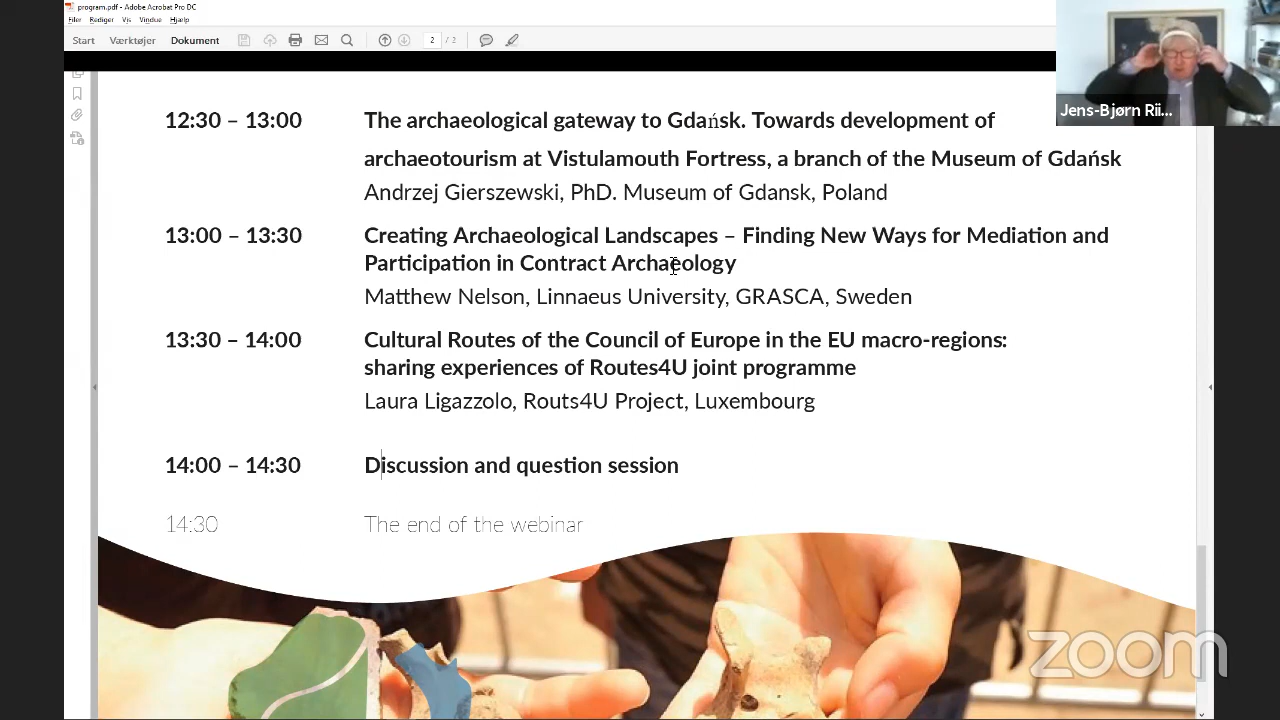 program.pdf - Adobe Acrobat Pro DC
Filer Rediger Vis Vindue Hjælp
Start Værktøjer Dokument 2 / 2
Jens-Bjørn Rii...
12:30 – 13:00 The archaeological gateway to Gdańsk. Towards development of
archaeotourism at Vistulamouth Fortress, a branch of the Museum of Gdańsk
Andrzej Gierszewski, PhD. Museum of Gdansk, Poland
13:00 – 13:30 Creating Archaeological Landscapes – Finding New Ways for Mediation and
Participation in Contract Archaeology
Matthew Nelson, Linnaeus University, GRASCA, Sweden
13:30 – 14:00 Cultural Routes of the Council of Europe in the EU macro-regions:
sharing experiences of Routes4U joint programme
Laura Ligazzolo, Routs4U Project, Luxembourg
14:00 – 14:30 Discussion and question session
14:30 The end of the webinar
zoom